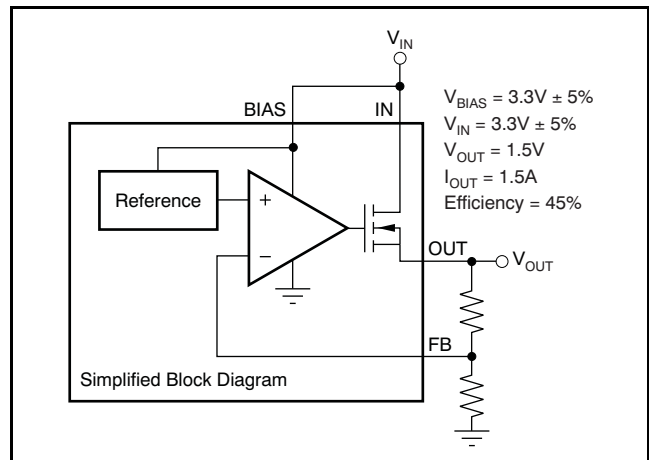 V_IN
BIAS
IN
V_BIAS = 3.3V ± 5%
V_IN = 3.3V ± 5%
V_OUT = 1.5V
I_OUT = 1.5A
Efficiency = 45%
Reference
+
−
OUT
V_OUT
FB
Simplified Block Diagram